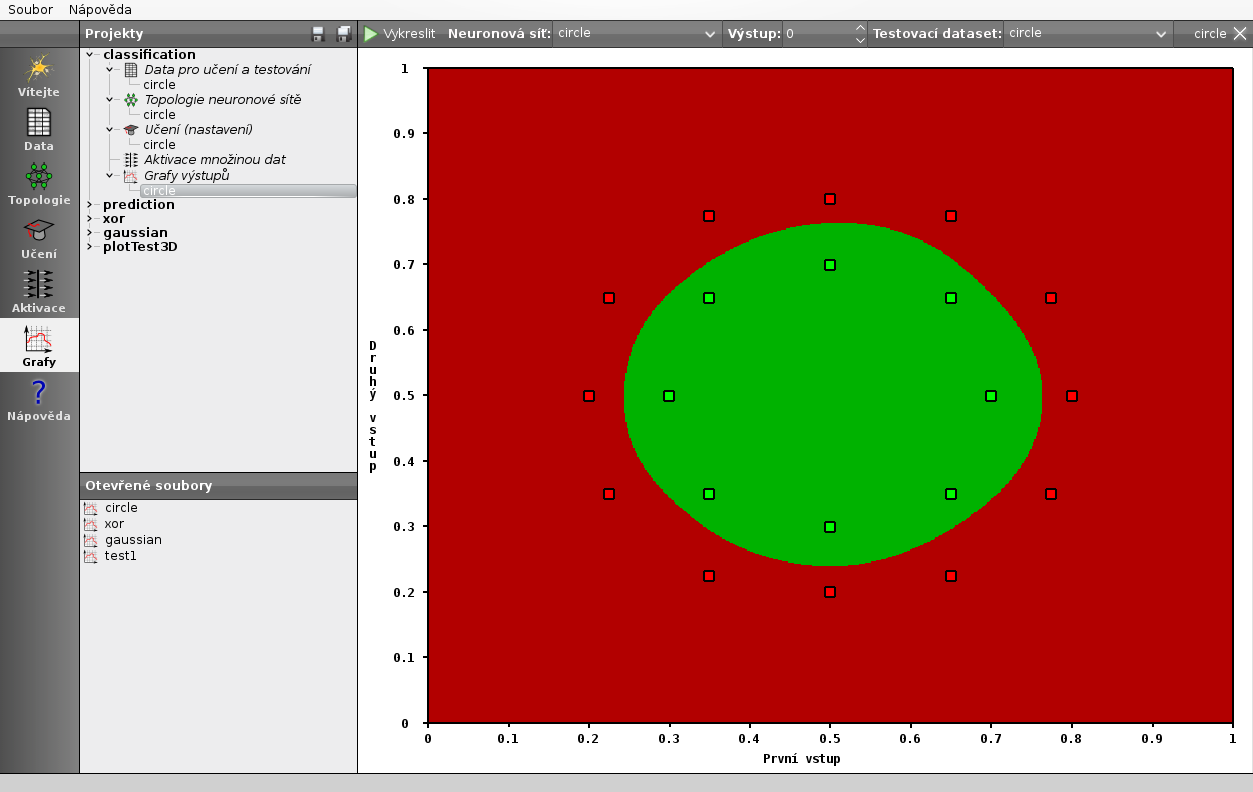 Soubor Nápověda
Projekty
Vykreslit Neuronová síť: circle Výstup: 0 Testovací dataset: circle circle
Vítejte
Data
Topologie
Učení
Aktivace
Grafy
?
Nápověda
classification
Data pro učení a testování
circle
Topologie neuronové sítě
circle
Učení (nastavení)
circle
Aktivace množinou dat
Grafy výstupů
circle
prediction
xor
gaussian
plotTest3D
Otevřené soubory
circle
xor
gaussian
test1
1
0.9
0.8
0.7
0.6
0.5
0.4
0.3
0.2
0.1
0
Druhý vstup
0 0.1 0.2 0.3 0.4 0.5 0.6 0.7 0.8 0.9 1
První vstup